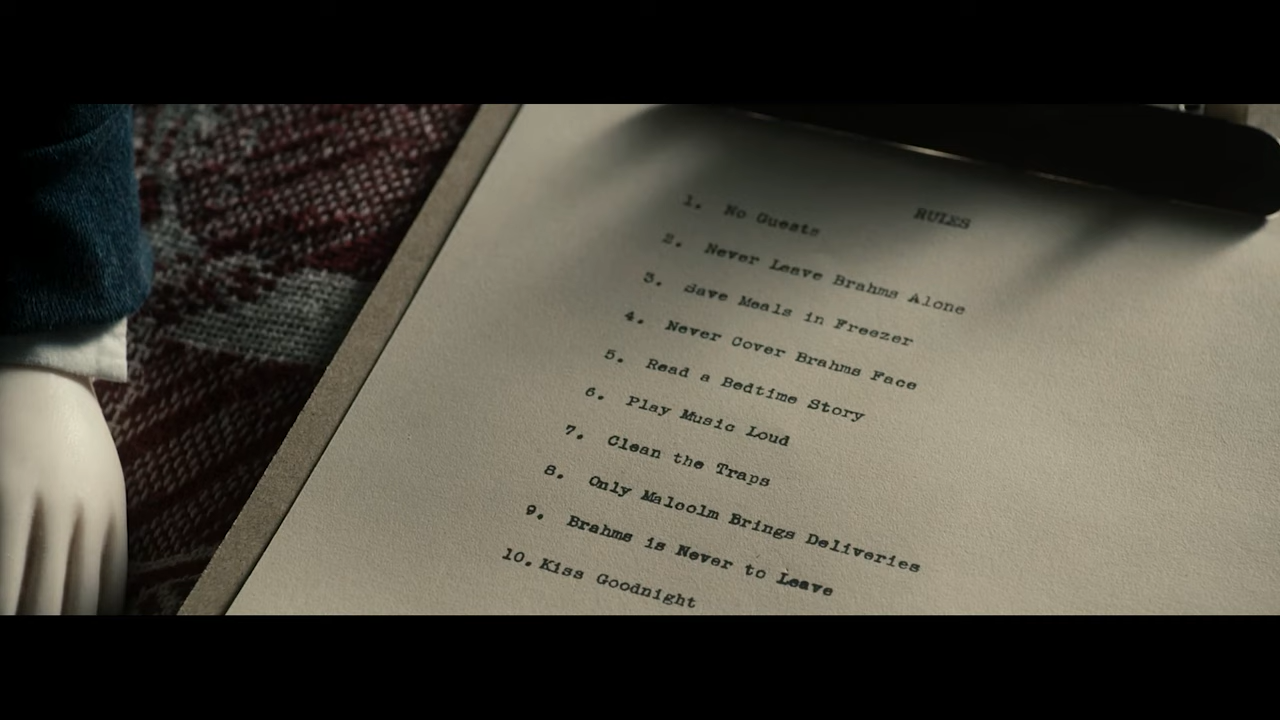 RULES
1. No Guests
2. Never Leave Brahms Alone
3. Save Meals in Freezer
4. Never Cover Brahms Face
5. Read a Bedtime Story
6. Play Music Loud
7. Clean the Traps
8. Only Malcolm Brings Deliveries
9. Brahms is Never to Leave
10. Kiss Goodnight